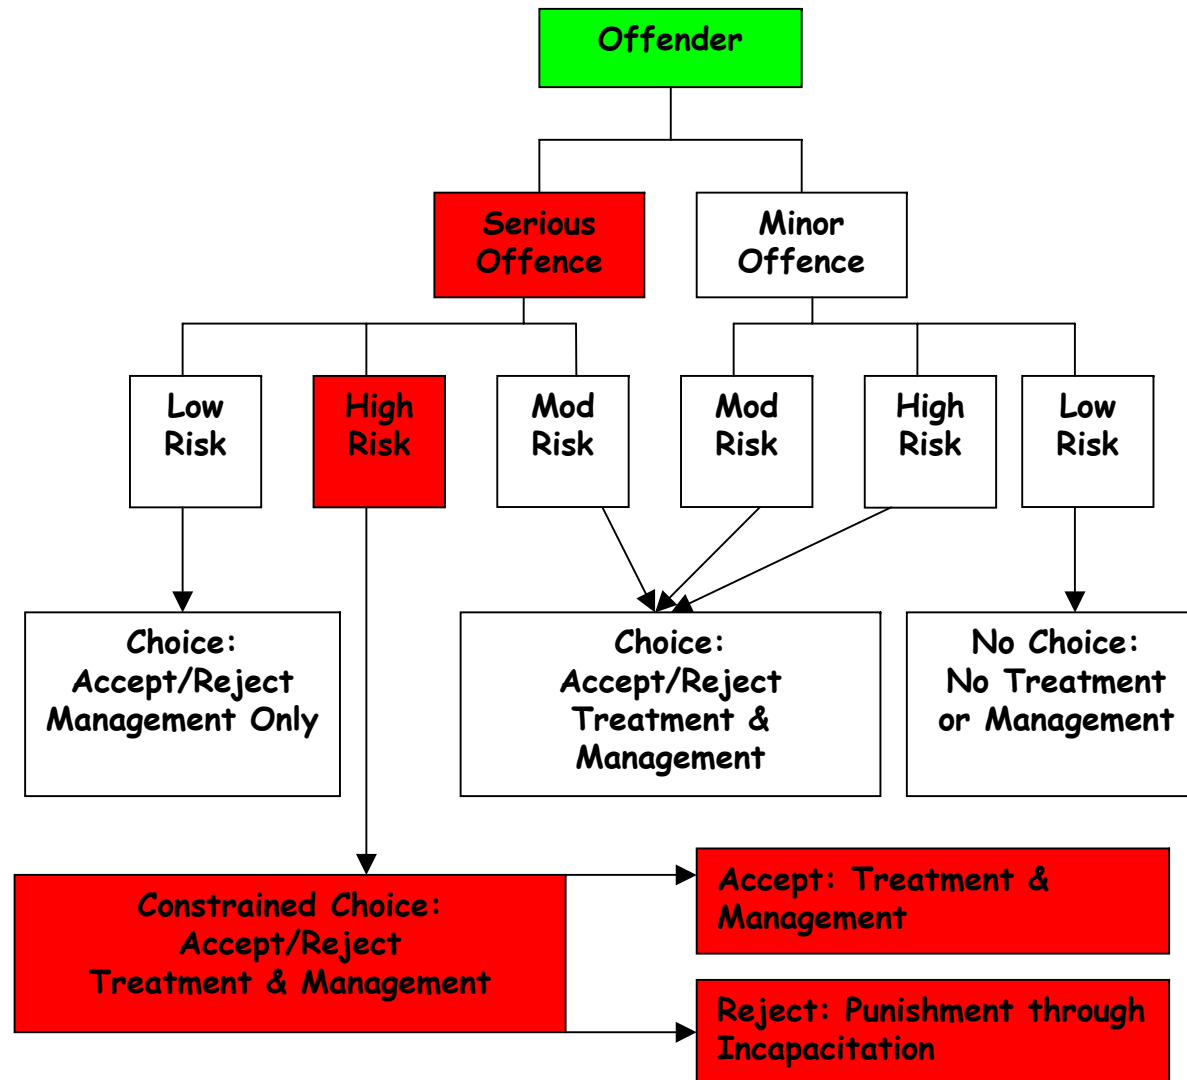 Offender
Serious
Offence
Minor
Offence
Low
Risk
High
Risk
Mod
Risk
Mod
Risk
High
Risk
Low
Risk
Choice:
Accept/Reject
Management Only
Choice:
Accept/Reject
Treatment &
Management
No Choice:
No Treatment
or Management
Constrained Choice:
Accept/Reject
Treatment & Management
Accept: Treatment &
Management
Reject: Punishment through
Incapacitation